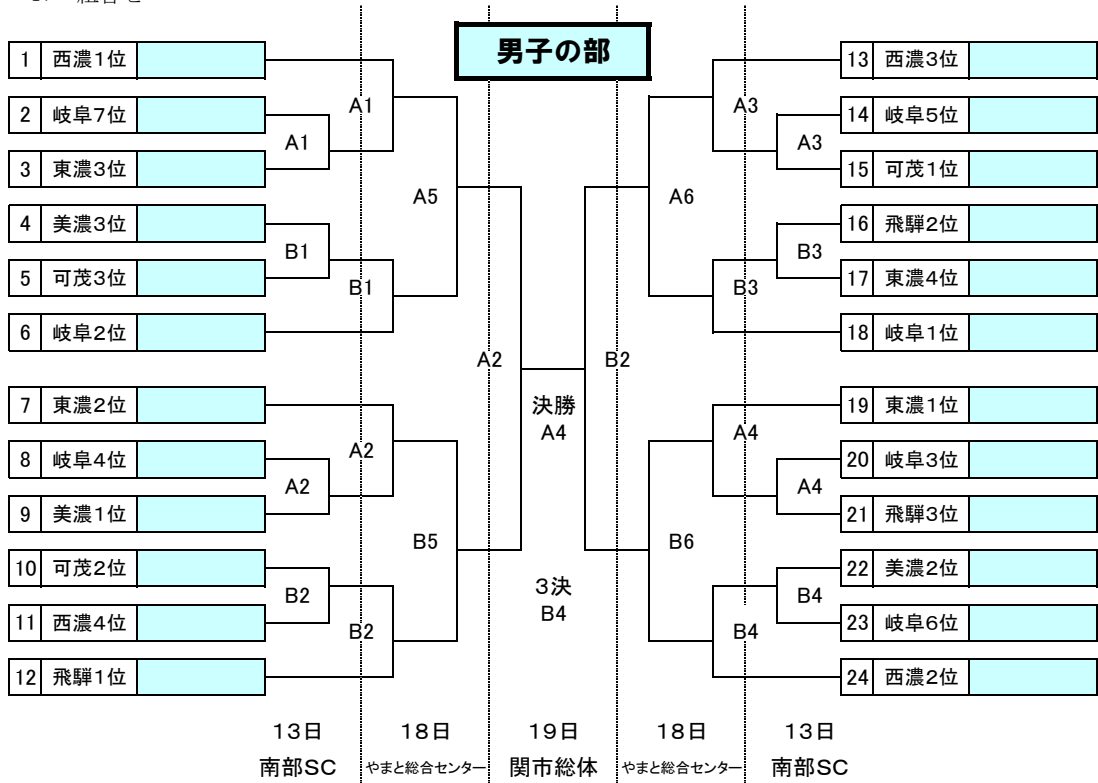 男子の部
1 西濃1位
2 岐阜7位
3 東濃3位
4 美濃3位
5 可茂3位
6 岐阜2位
7 東濃2位
8 岐阜4位
9 美濃1位
10 可茂2位
11 西濃4位
12 飛騨1位
A1
B1
A2
B2
A1
B1
A2
B2
A5
B5
A2
決勝
A4
3決
B4
B2
A6
B6
A3
B3
A4
B4
A3
B3
A4
B4
13 西濃3位
14 岐阜5位
15 可茂1位
16 飛騨2位
17 東濃4位
18 岐阜1位
19 東濃1位
20 岐阜3位
21 飛騨3位
22 美濃2位
23 岐阜6位
24 西濃2位
13日 18日 19日 18日 13日
南部SC やまと総合センター 関市総体 やまと総合センター 南部SC